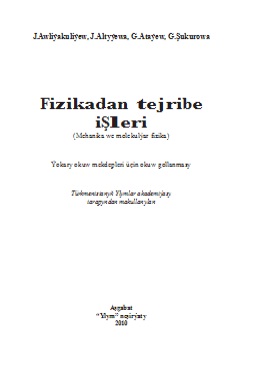 J.Awliýakuliýew, J.Altyýewa, G.Ataýew, G.Şukurowa
Fizikadan tejribe
işleri
(Mehanika we molekulýar fizika)
Ýokary okuw mekdepleri üçin okuw gollanmasy
Türkmenistanyň Ylymlar akademiýasy
tarapyndan makullanylan
Aşgabat
"Ylym" neşirýaty
2010